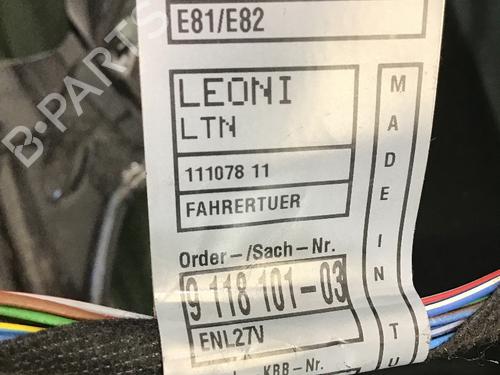 E81/E82
LEONI
LTN
111078 11
FAHRERTUER
Order-/Sach-Nr.
9 118 101-03
ENL27V
KBB-Nr.
MADE IN TU
B-PARTS